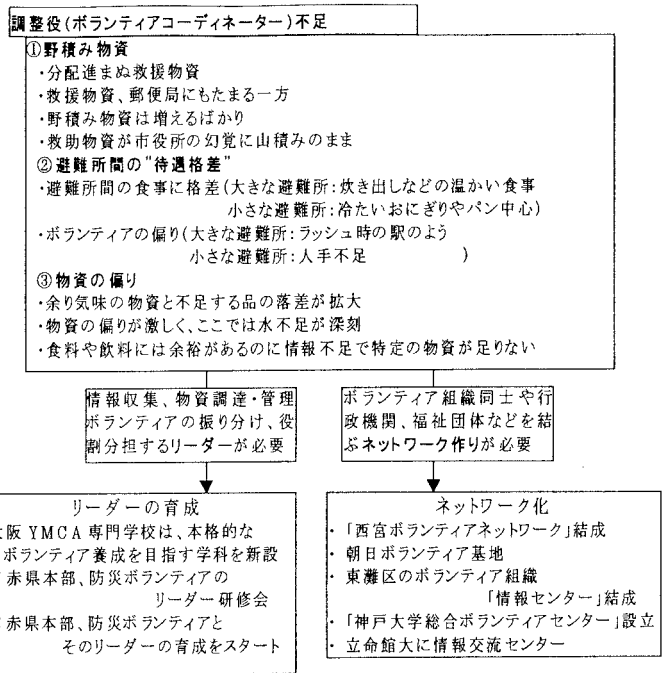 調整役(ボランティアコーディネーター)不足
①野積み物資
・分配進まぬ救援物資
・救援物資、郵便局にもたまる一方
・野積み物資は増えるばかり
・救助物資が市役所の幻覚に山積みのまま
②避難所間の"待遇格差"
・避難所間の食事に格差(大きな避難所:炊き出しなどの温かい食事
小さな避難所:冷たいおにぎりやパン中心)
・ボランティアの偏り(大きな避難所:ラッシュ時の駅のよう
小さな避難所:人手不足 )
③物資の偏り
・余り気味の物資と不足する品の落差が拡大
・物資の偏りが激しく、ここでは水不足が深刻
・食料や飲料には余裕があるのに情報不足で特定の物資が足りない
情報収集、物資調達・管理
ボランティアの振り分け、役
割分担するリーダーが必要
ボランティア組織同士や行
政機関、福祉団体などを結
ぶネットワーク作りが必要
リーダーの育成
阪YMCA専門学校は、本格的な
ボランティア養成を目指す学科を新設
赤県本部、防災ボランティアの
リーダー研修会
赤県本部、防災ボランティアと
そのリーダーの育成をスタート
ネットワーク化
・「西宮ボランティアネットワーク」結成
・朝日ボランティア基地
・東灘区のボランティア組織
「情報センター」結成
・「神戸大学総合ボランティアセンター」設立
・立命館大に情報交流センター